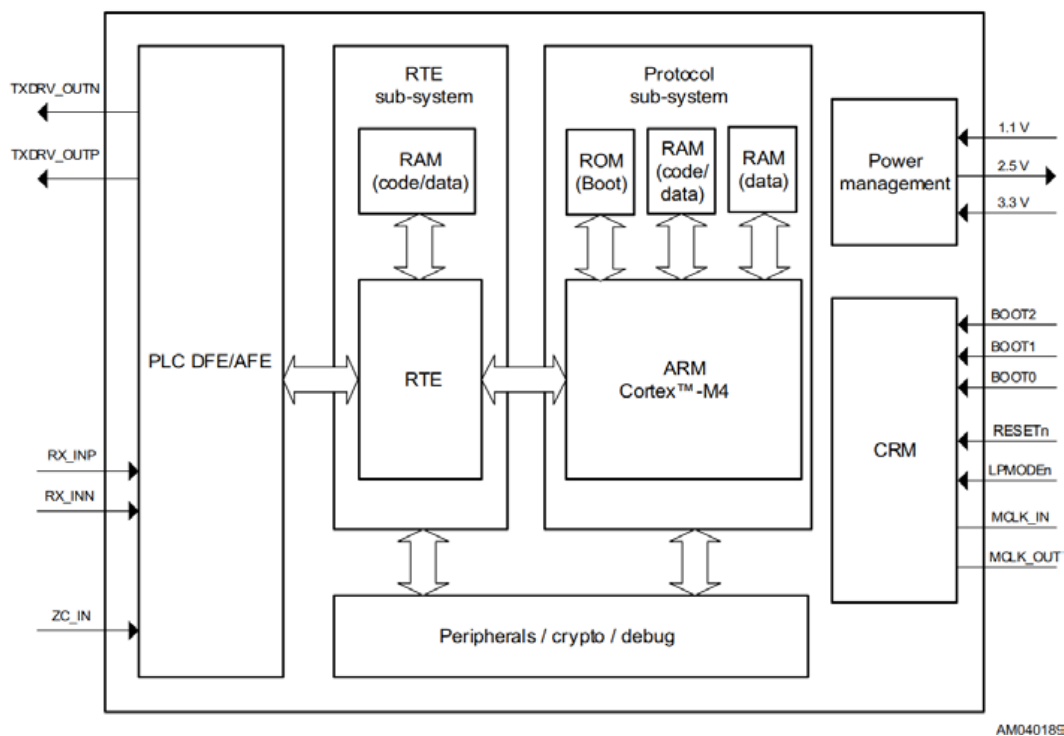 TXDRV_OUTN
TXDRV_OUTP
RX_INP
RX_INN
ZC_IN
PLC DFE/AFE
RTE
sub-system
RAM
(code/data)
RTE
Protocol
sub-system
ROM
(Boot)
RAM
(code/
data)
RAM
(data)
ARM
Cortex™-M4
Peripherals / crypto / debug
Power
management
1.1 V
2.5 V
3.3 V
CRM
BOOT2
BOOT1
BOOT0
RESETn
LPMODEn
MCLK_IN
MCLK_OUT